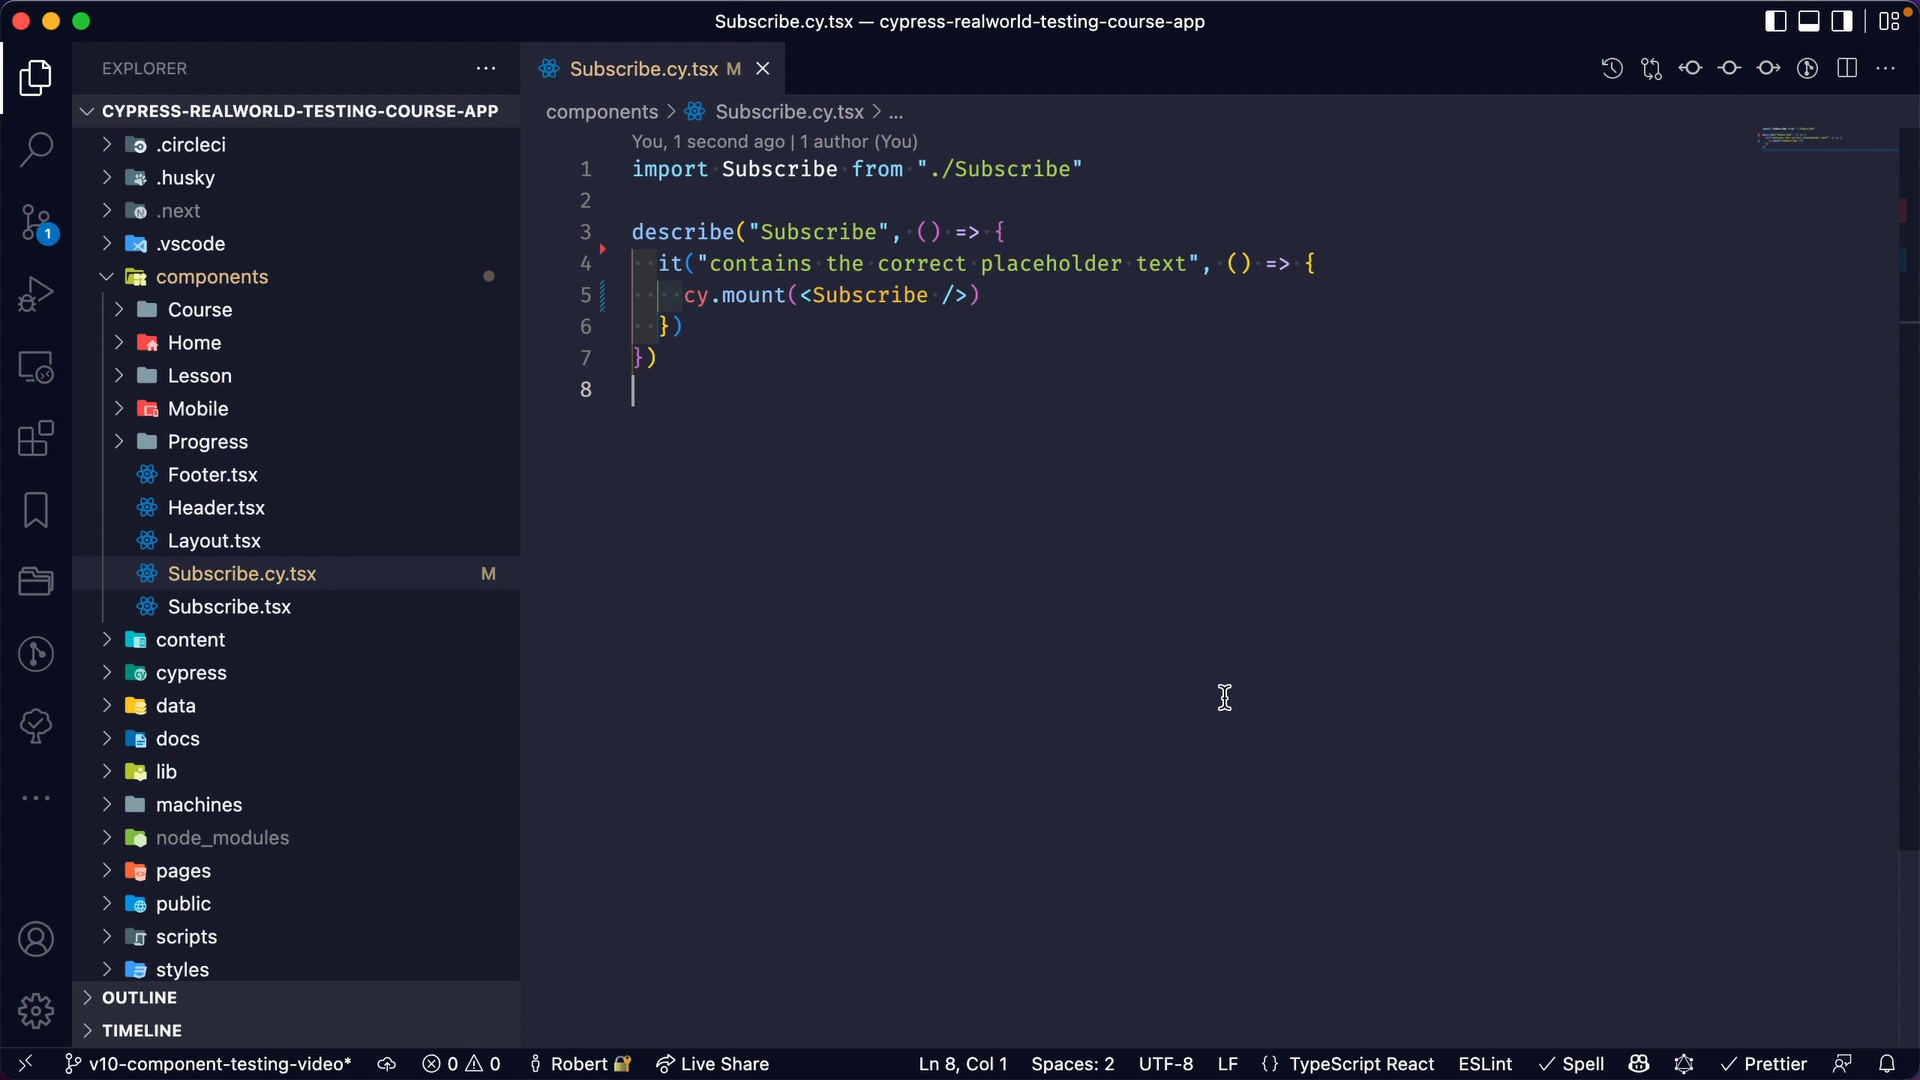 Subscribe.cy.tsx — cypress-realworld-testing-course-app
EXPLORER
CYPRESS-REALWORLD-TESTING-COURSE-APP
.circleci
.husky
.next
.vscode
components
Course
Home
Lesson
Mobile
Progress
Footer.tsx
Header.tsx
Layout.tsx
Subscribe.cy.tsx M
Subscribe.tsx
content
cypress
data
docs
lib
machines
node_modules
pages
public
scripts
styles
OUTLINE
TIMELINE
1
Subscribe.cy.tsx M
components > Subscribe.cy.tsx > ...
You, 1 second ago | 1 author (You)
1 import Subscribe from "./Subscribe"
2
3 describe("Subscribe", () => {
4 it("contains the correct placeholder text", () => {
5 cy.mount(<Subscribe />)
6 })
7 })
8
v10-component-testing-video* 0 0 Robert Live Share Ln 8, Col 1 Spaces: 2 UTF-8 LF {} TypeScript React ESLint Spell Prettier